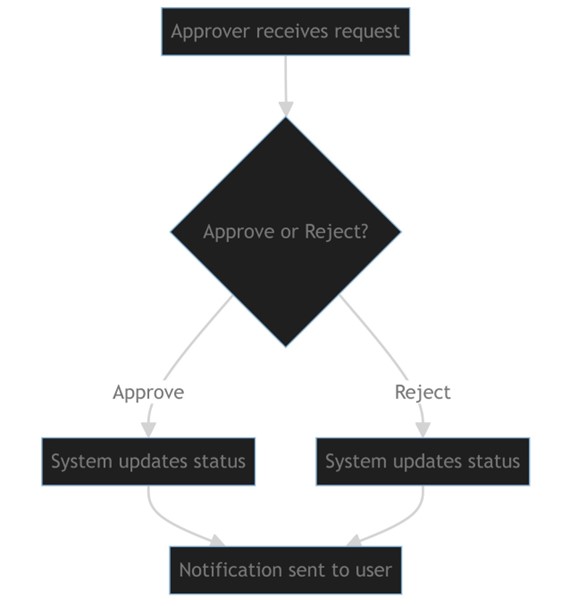 Approver receives request
Approve or Reject?
Approve
Reject
System updates status
System updates status
Notification sent to user